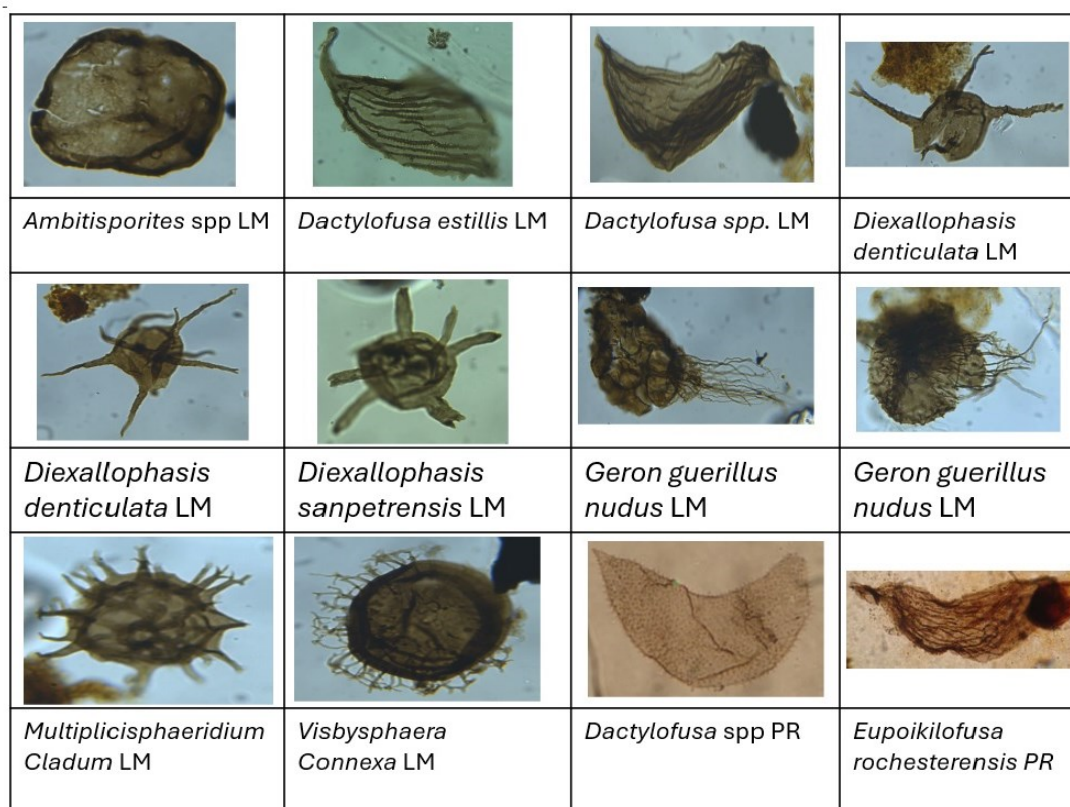 Ambitisporites spp LM
Dactylofusa estillis LM
Dactylofusa spp. LM
Diexallophasis
denticulata LM
Diexallophasis
denticulata LM
Diexallophasis
sanpetrensis LM
Geron guerillus
nudus LM
Geron guerillus
nudus LM
Multiplicisphaeridium
Cladum LM
Visbysphaera
Connexa LM
Dactylofusa spp PR
Eupoikilofusa
rochesterensis PR